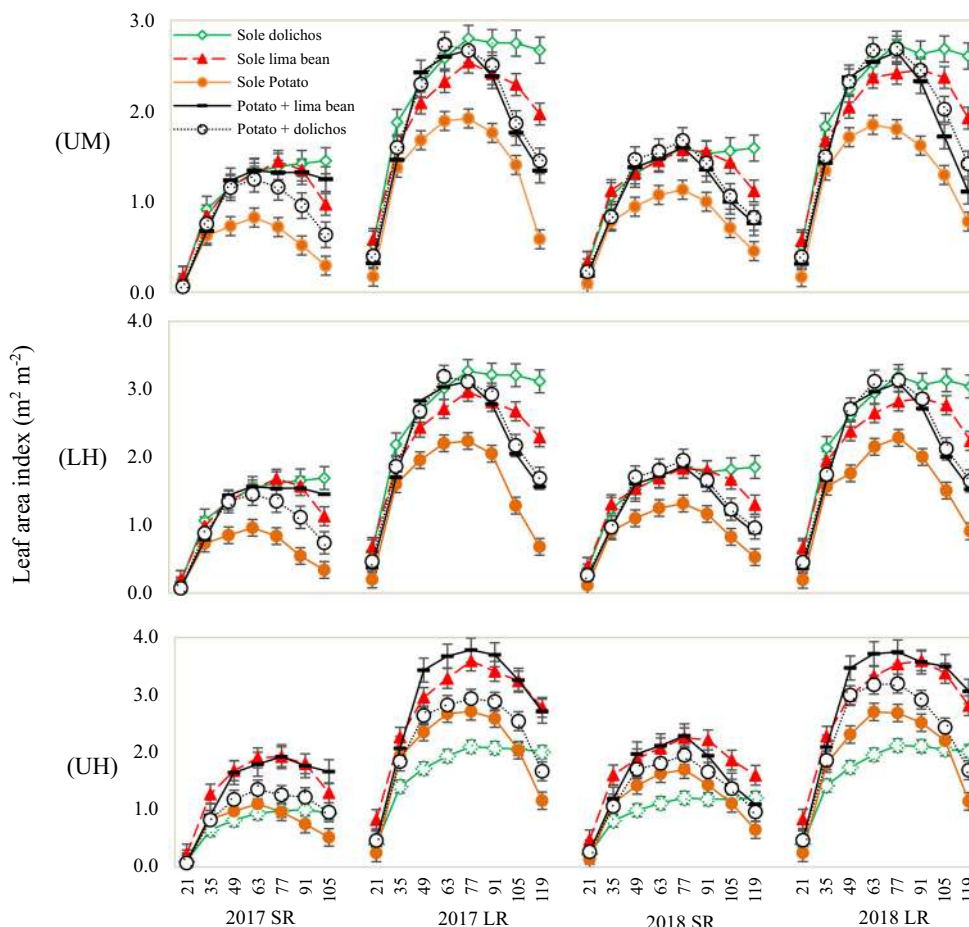 3.0
Sole dolichos
Sole lima bean
Sole Potato
Potato + lima bean
Potato + dolichos
2.0
(UM)
1.0
0.0
4.0
3.0
(LH)
2.0
1.0
0.0
Leaf area index (m² m⁻²)
4.0
3.0
(UH)
2.0
1.0
0.0
21 35 49 63 77 91 105 21 35 49 63 77 91 105 119 21 35 49 63 77 91 105 119 21 35 49 63 77 91 105 119
2017 SR 2017 LR 2018 SR 2018 LR